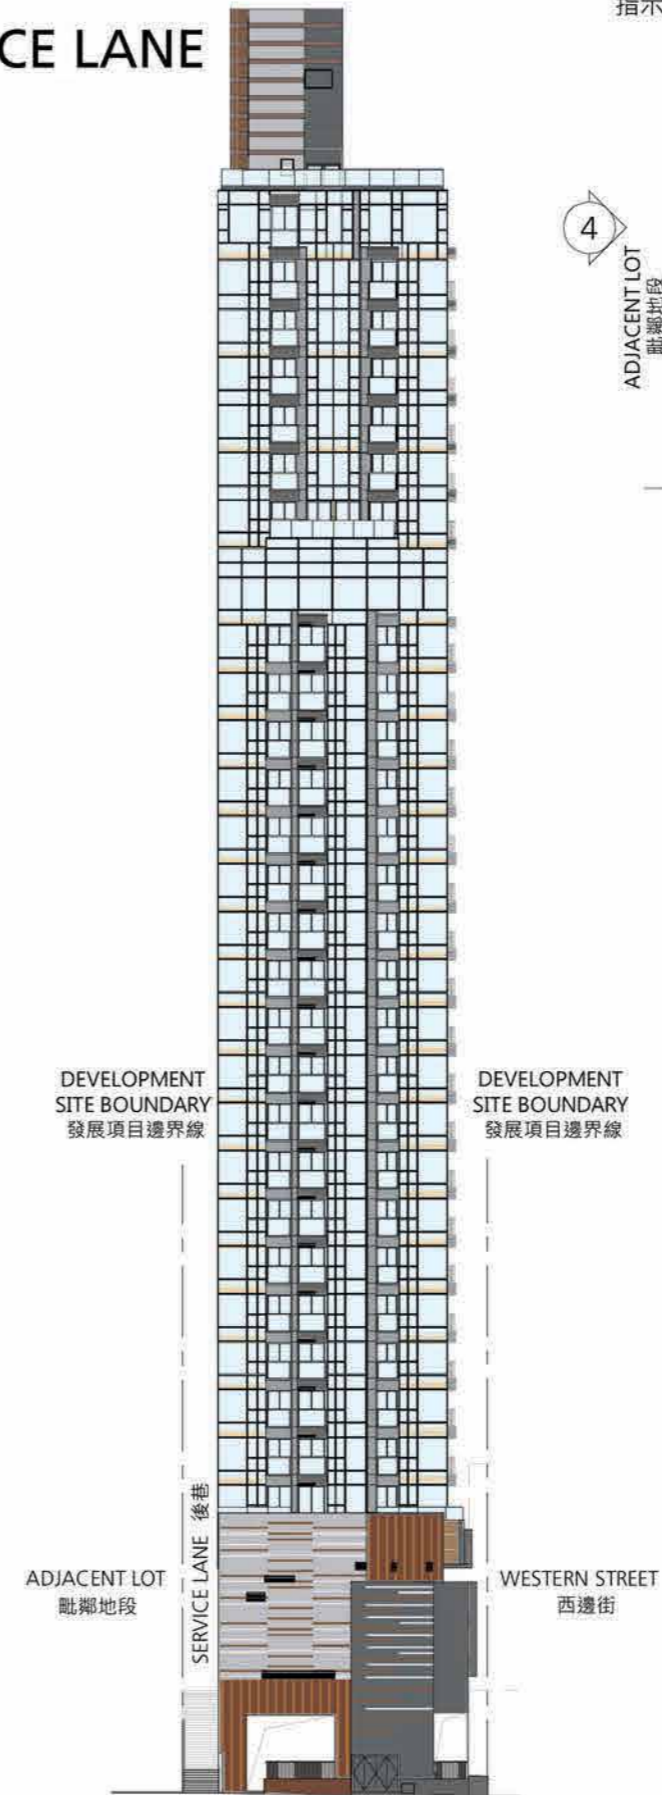 指示
CE LANE
4
ADJACENT LOT
毗鄰地段
DEVELOPMENT
SITE BOUNDARY
發展項目邊界線
DEVELOPMENT
SITE BOUNDARY
發展項目邊界線
SERVICE LANE 後巷
ADJACENT LOT
毗鄰地段
WESTERN STREET
西邊街